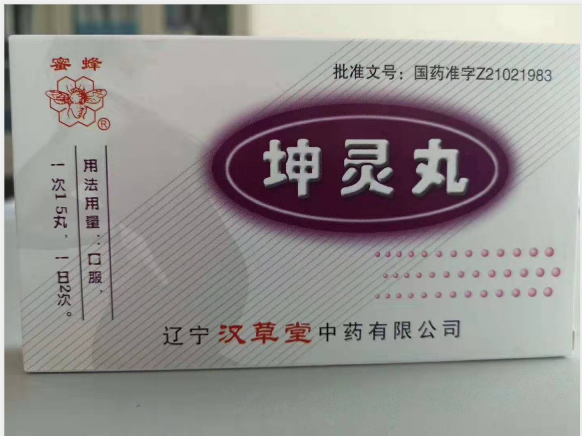 蜜蜂
®
批准文号：国药准字Z21021983
坤灵丸
用法用量：口服，
一次15丸，一日2次。
辽宁汉草堂中药有限公司